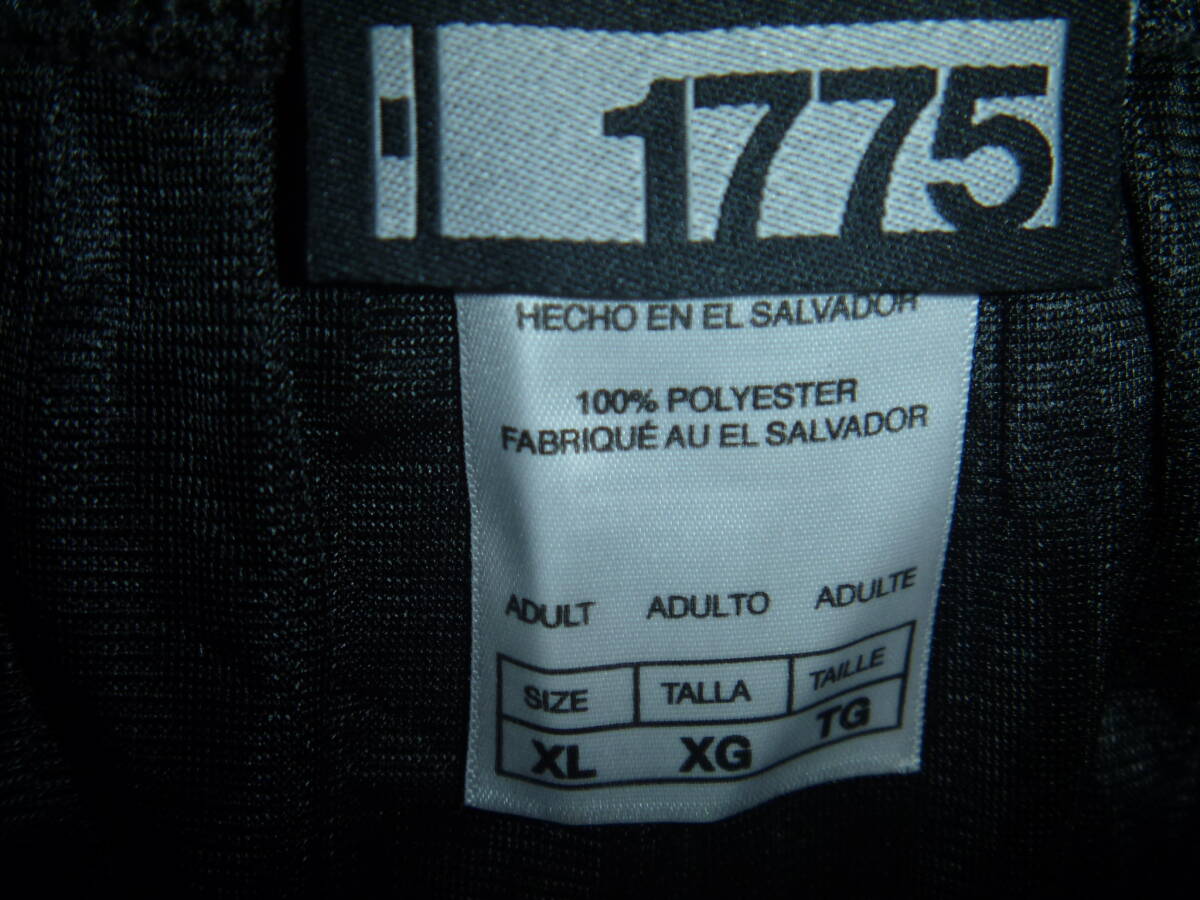 1775
HECHO EN EL SALVADOR
100% POLYESTER
FABRIQUÉ AU EL SALVADOR
ADULT ADULTO ADULTE
SIZE TALLA TAILLE
XL XG TG